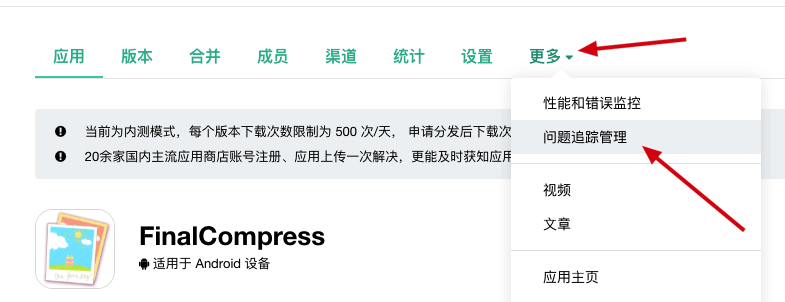 应用 版本 合并 成员 渠道 统计 设置 更多
性能和错误监控
当前为内测模式，每个版本下载次数限制为 500 次/天， 申请分发后下载次
问题追踪管理
20余家国内主流应用商店账号注册、应用上传一次解决，更能及时获知应用
视频
文章
FinalCompress
适用于 Android 设备
应用主页